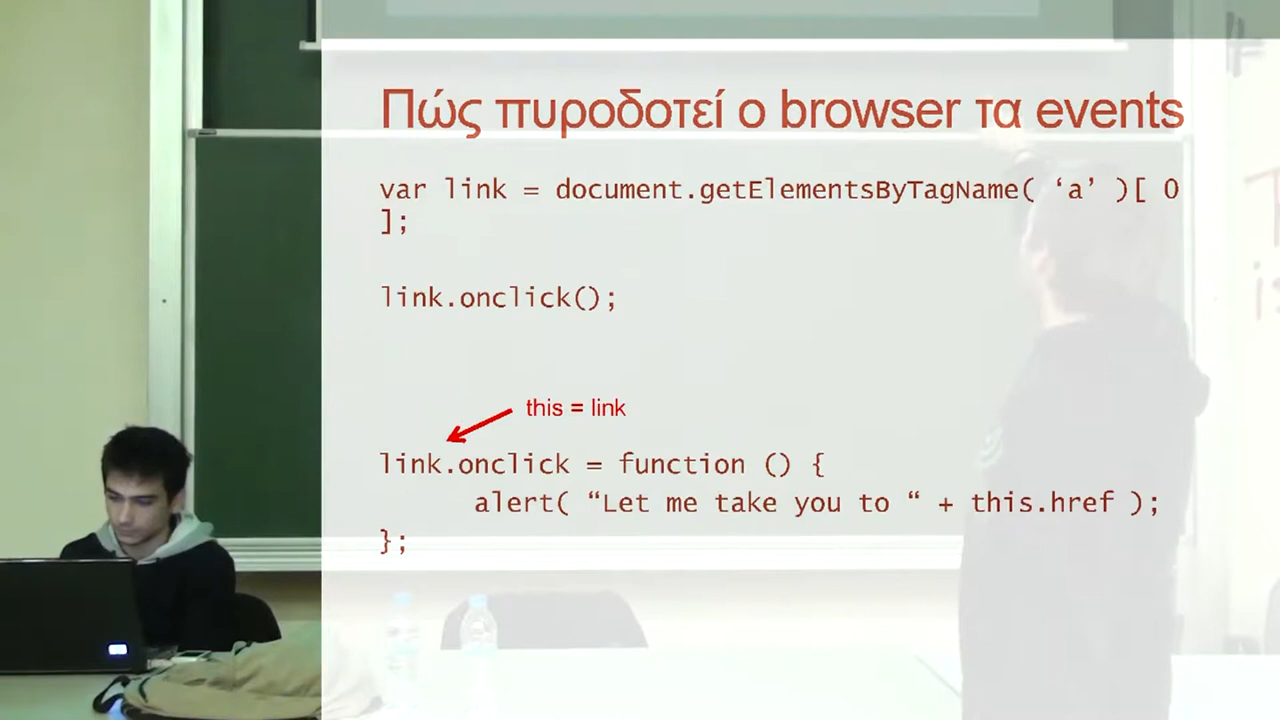 Πώς πυροδοτεί ο browser τα events
var link = document.getElementsByTagName( ‘a’ )[ 0
];
link.onclick();
this = link
link.onclick = function () {
alert( “Let me take you to “ + this.href );
};